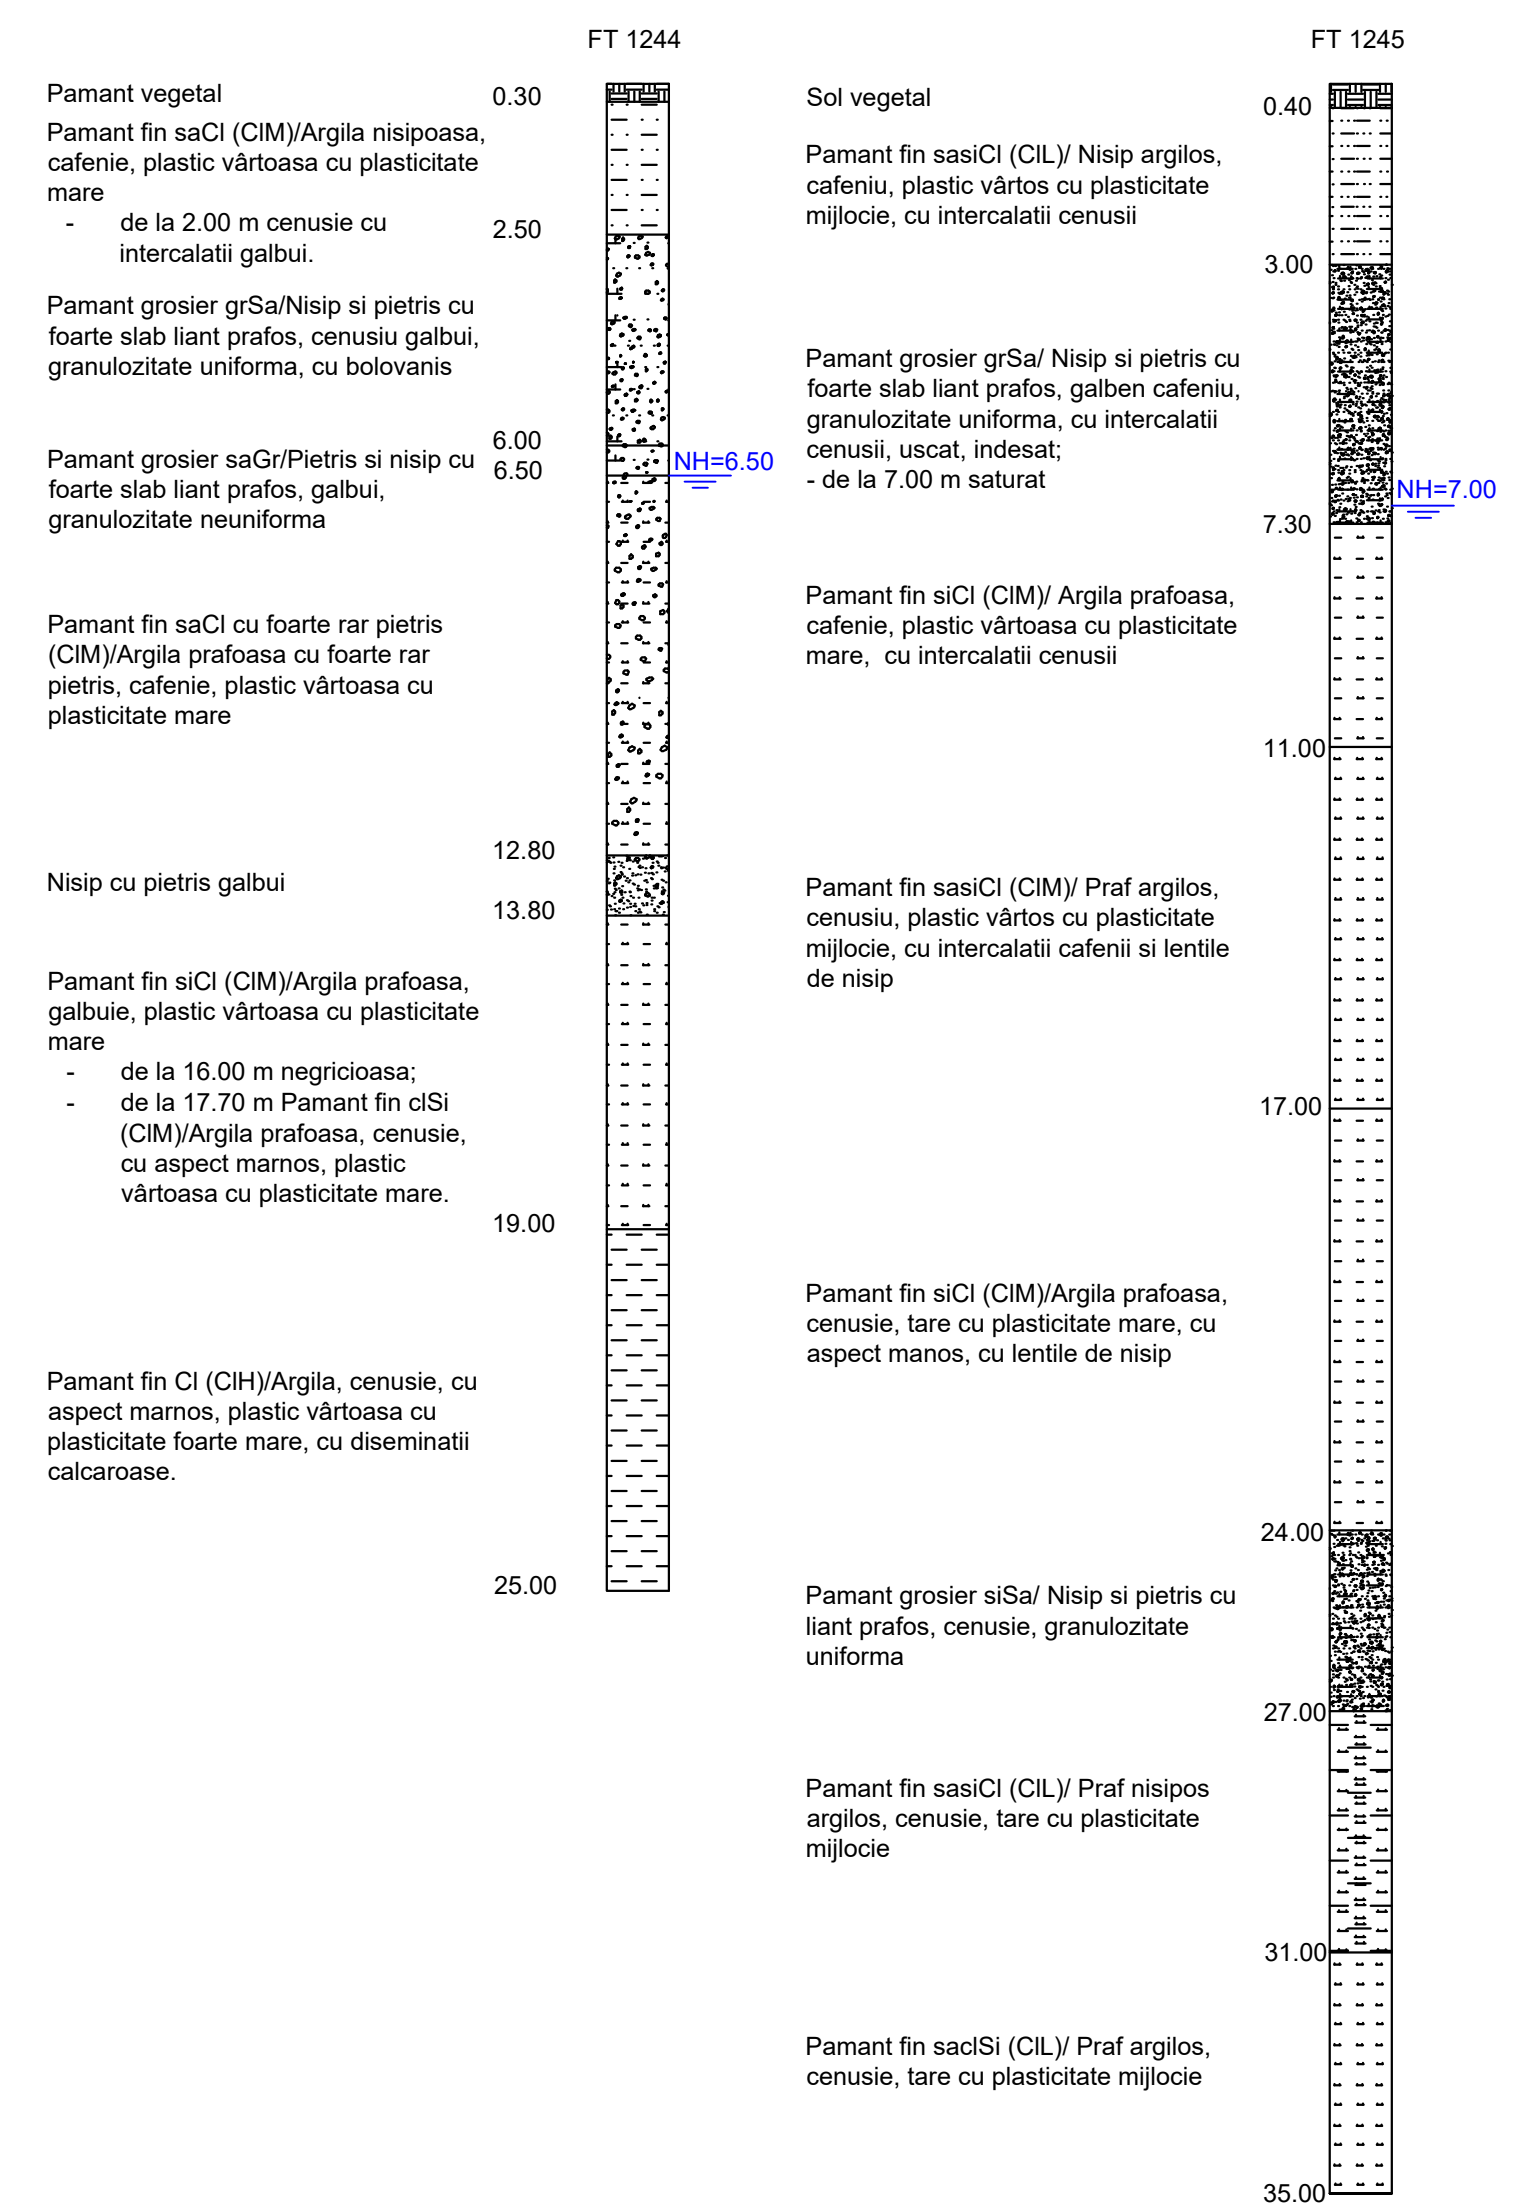 FT 1244
Pamant vegetal
0.30
Pamant fin saCl (ClM)/Argila nisipoasa,
cafenie, plastic vârtoasa cu plasticitate
mare
- de la 2.00 m cenusie cu
intercalatii galbui.
2.50
Pamant grosier grSa/Nisip si pietris cu
foarte slab liant prafos, cenusiu galbui,
granulozitate uniforma, cu bolovanis
6.00
Pamant grosier saGr/Pietris si nisip cu
foarte slab liant prafos, galbui,
granulozitate neuniforma
6.50
NH=6.50
Pamant fin saCl cu foarte rar pietris
(ClM)/Argila prafoasa cu foarte rar
pietris, cafenie, plastic vârtoasa cu
plasticitate mare
12.80
Nisip cu pietris galbui
13.80
Pamant fin siCl (ClM)/Argila prafoasa,
galbuie, plastic vârtoasa cu plasticitate
mare
- de la 16.00 m negricioasa;
- de la 17.70 m Pamant fin clSi
(ClM)/Argila prafoasa, cenusie,
cu aspect marnos, plastic
vârtoasa cu plasticitate mare.
19.00
Pamant fin Cl (ClH)/Argila, cenusie, cu
aspect marnos, plastic vârtoasa cu
plasticitate foarte mare, cu diseminatii
calcaroase.
25.00
FT 1245
Sol vegetal
0.40
Pamant fin sasiCl (ClL)/ Nisip argilos,
cafeniu, plastic vârtos cu plasticitate
mijlocie, cu intercalatii cenusii
3.00
Pamant grosier grSa/ Nisip si pietris cu
foarte slab liant prafos, galben cafeniu,
granulozitate uniforma, cu intercalatii
cenusii, uscat, indesat;
- de la 7.00 m saturat
NH=7.00
7.30
Pamant fin siCl (ClM)/ Argila prafoasa,
cafenie, plastic vârtoasa cu plasticitate
mare, cu intercalatii cenusii
11.00
Pamant fin sasiCl (ClM)/ Praf argilos,
cenusiu, plastic vârtos cu plasticitate
mijlocie, cu intercalatii cafenii si lentile
de nisip
17.00
Pamant fin siCl (ClM)/Argila prafoasa,
cenusie, tare cu plasticitate mare, cu
aspect manos, cu lentile de nisip
24.00
Pamant grosier siSa/ Nisip si pietris cu
liant prafos, cenusie, granulozitate
uniforma
27.00
Pamant fin sasiCl (ClL)/ Praf nisipos
argilos, cenusie, tare cu plasticitate
mijlocie
31.00
Pamant fin saclSi (ClL)/ Praf argilos,
cenusie, tare cu plasticitate mijlocie
35.00